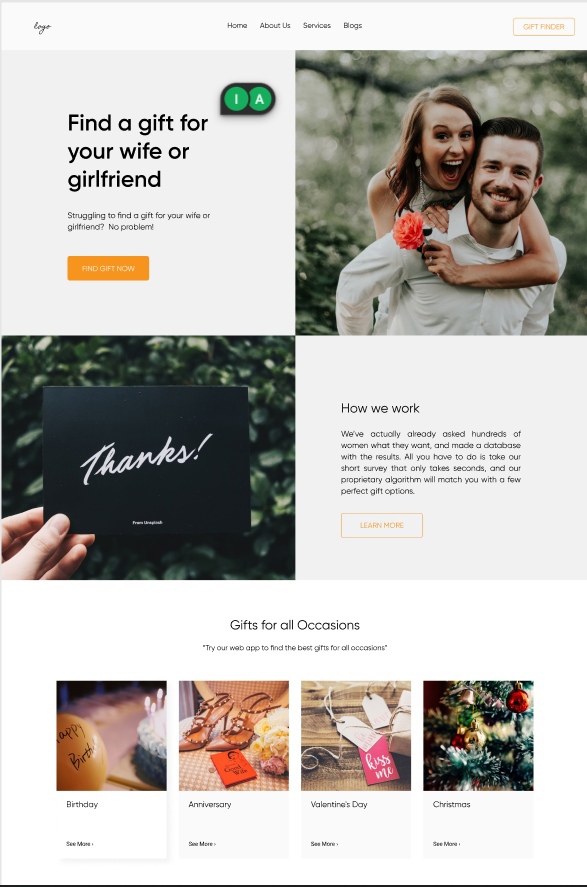 logo
Home About Us Services Blogs
GIFT FINDER
I A
Find a gift for
your wife or
girlfriend
Struggling to find a gift for your wife or
girlfriend? No problem!
FIND GIFT NOW
Thanks!
From Unsplash
How we work
We've actually already asked hundreds of
women what they want, and made a database
with the results. All you have to do is take our
short survey that only takes seconds, and our
proprietary algorithm will match you with a few
perfect gift options.
LEARN MORE
Gifts for all Occasions
"Try our web app to find the best gifts for all occasions"
appy
Birth
kiss
me
Birthday
Anniversary
Valentine's Day
Christmas
See More ›
See More ›
See More ›
See More ›